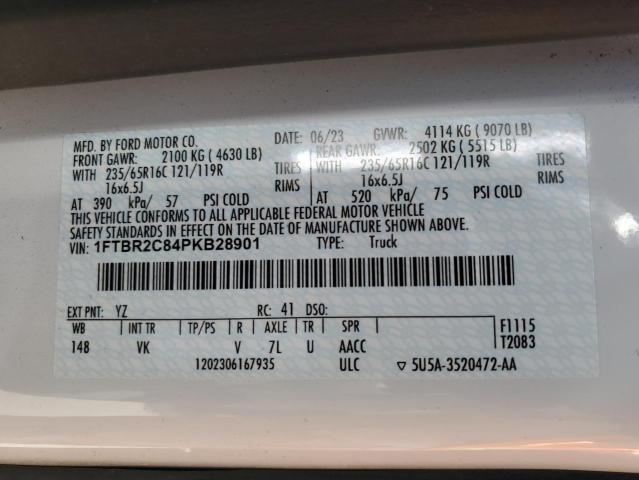 MFD. BY FORD MOTOR CO.
DATE: 06/23 GVWR: 4114 KG ( 9070 LB)
FRONT GAWR: 2100 KG ( 4630 LB)
REAR GAWR: 2502 KG ( 5515 LB)
WITH 235/65R16C 121/119R TIRES
WITH 235/65R16C 121/119R TIRES
16x6.5J RIMS
16x6.5J RIMS
AT 390 kPa/ 57 PSI COLD
AT 520 kPa/ 75 PSI COLD
THIS VEHICLE CONFORMS TO ALL APPLICABLE FEDERAL MOTOR VEHICLE
SAFETY STANDARDS IN EFFECT ON THE DATE OF MANUFACTURE SHOWN ABOVE.
VIN: 1FTBR2C84PKB28901 TYPE: Truck
EXT PNT: YZ RC: 41 DSO:
WB INT TR TP/PS R AXLE TR SPR F1115
148 VK V 7L U AACC T2083
1202306167935 ULC ▽ 5U5A-3520472-AA